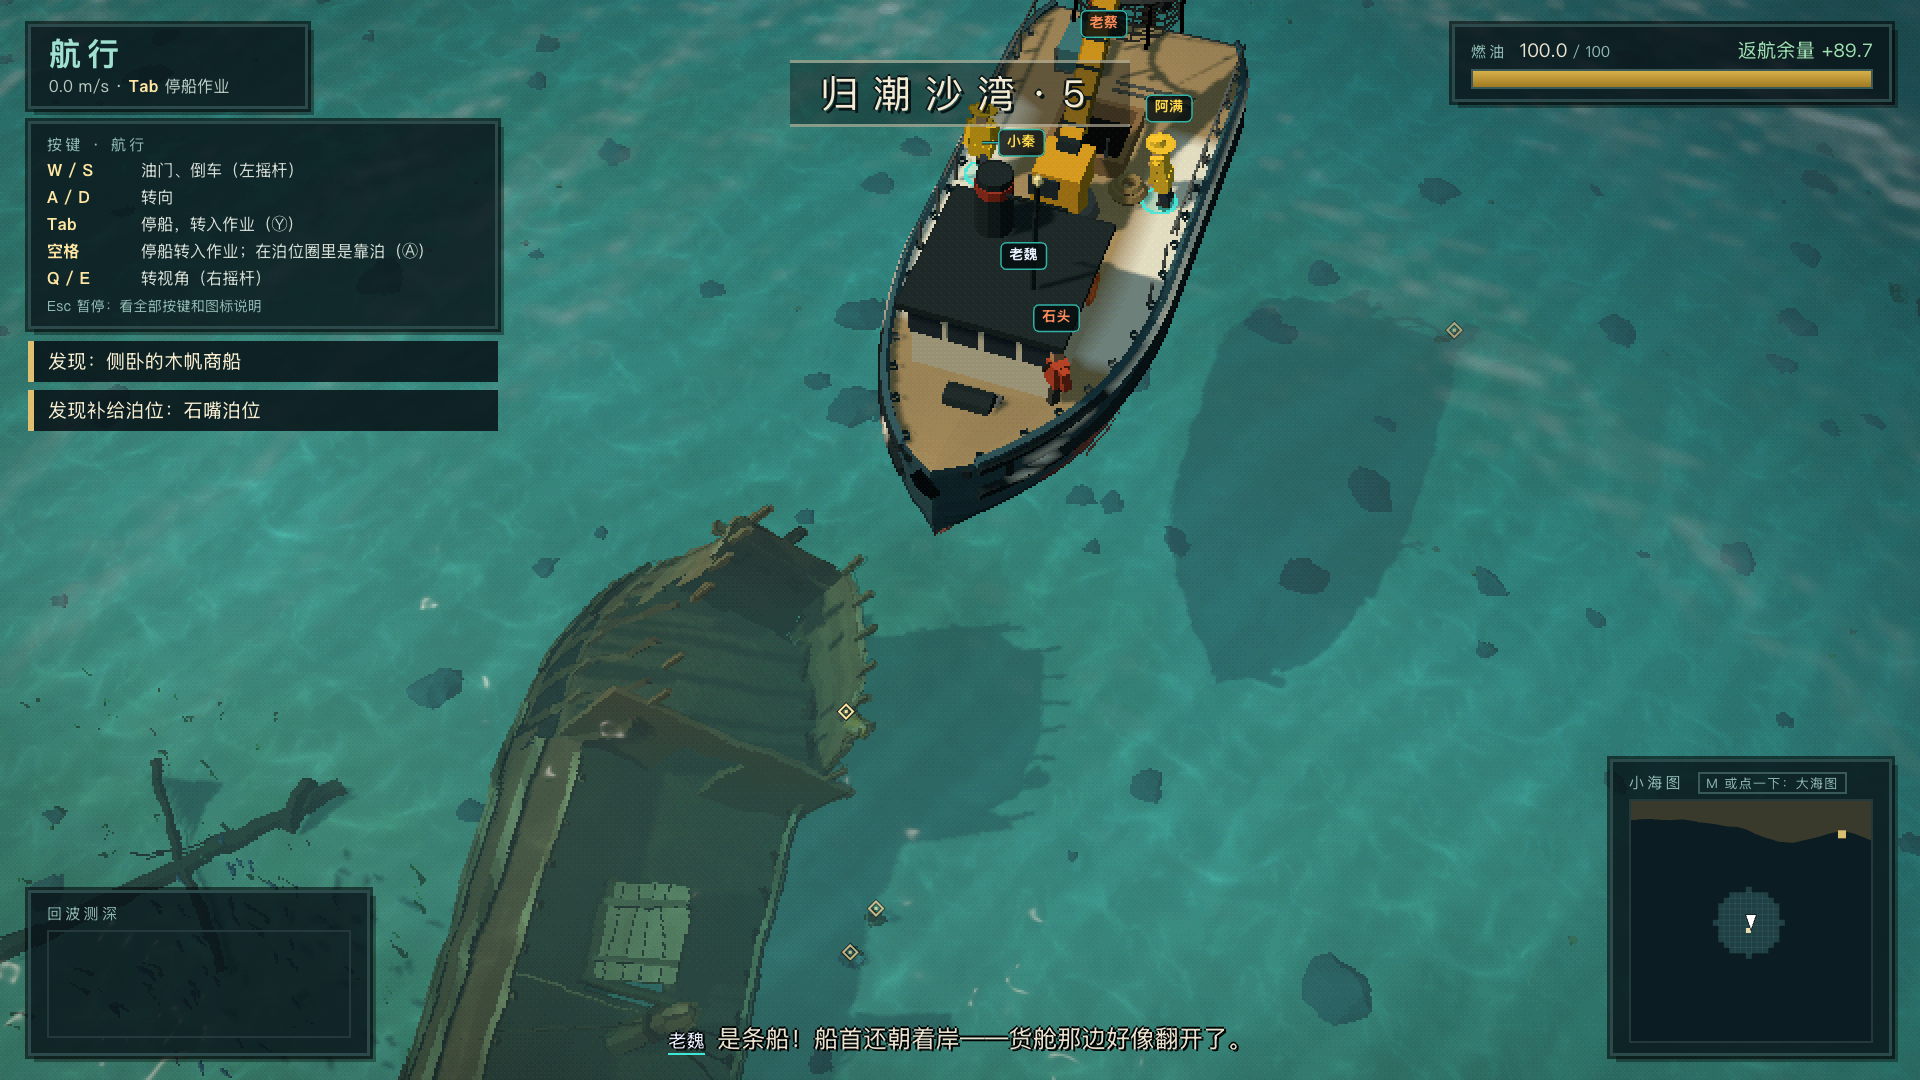 航行
0.0 m/s · Tab 停船作业
按键 · 航行
W / S 油门、倒车（左摇杆）
A / D 转向
Tab 停船，转入作业（Ⓨ）
空格 停船转入作业；在泊位圈里是靠泊（Ⓐ）
Q / E 转视角（右摇杆）
Esc 暂停：看全部按键和图标说明
发现：侧卧的木帆商船
发现补给泊位：石嘴泊位
归潮沙湾 · 5
老蔡
阿满
小秦
老魏
石头
燃油 100.0 / 100 返航余量 +89.7
小海图 M 或点一下：大海图
回波测深
老魏 是条船！船首还朝着岸——货舱那边好像翻开了。